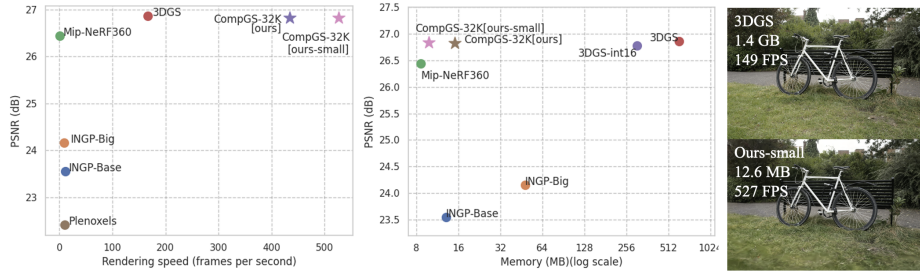 27
26
25
24
23
PSNR (dB)
3DGS
Mip-NeRF360
CompGS-32K
[ours]
CompGS-32K
[ours-small]
INGP-Big
INGP-Base
Plenoxels
0
100
200
300
400
500
Rendering speed (frames per second)
27.5
27.0
26.5
26.0
25.5
25.0
24.5
24.0
23.5
PSNR (dB)
CompGS-32K[ours-small]
CompGS-32K[ours]
3DGS
3DGS-int16
Mip-NeRF360
INGP-Big
INGP-Base
8
16
32
64
128
256
512
1024
Memory (MB)(log scale)
3DGS
1.4 GB
149 FPS
Ours-small
12.6 MB
527 FPS